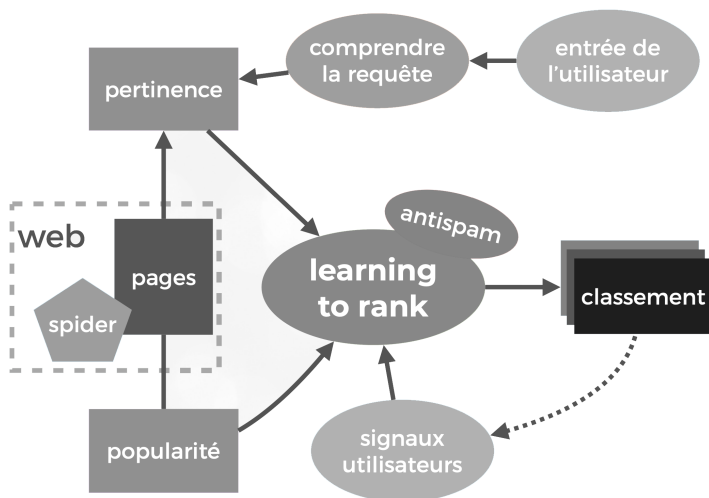 comprendre
la requête
entrée de
l'utilisateur
pertinence
antispam
web
pages
learning
to rank
classement
spider
popularité
signaux
utilisateurs